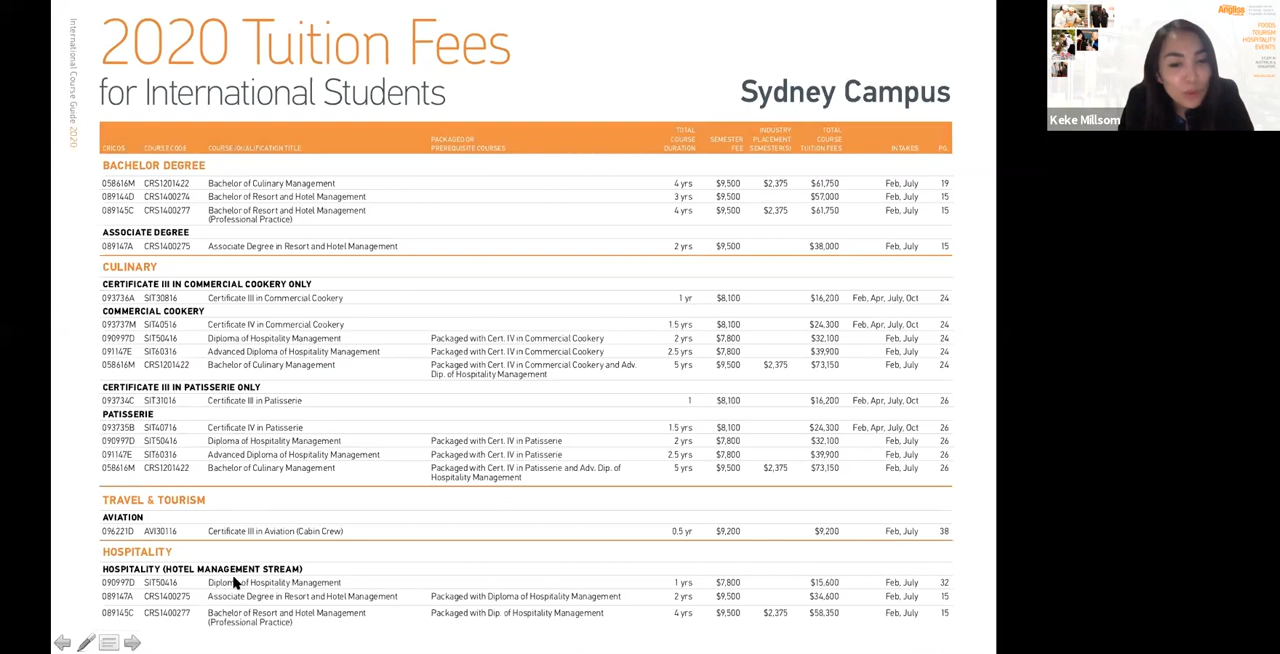 International Course Guide 2020
2020 Tuition Fees
for International Students
Sydney Campus
CRICOS COURSE CODE COURSE/QUALIFICATION TITLE PACKAGED OR PREREQUISITE COURSES TOTAL COURSE DURATION SEMESTER FEE INDUSTRY PLACEMENT SEMESTER(S) TOTAL COURSE TUITION FEES INTAKES PG.
BACHELOR DEGREE
058616M CRS1201422 Bachelor of Culinary Management 4 yrs $9,500 $2,375 $61,750 Feb, July 19
089144D CRS1400274 Bachelor of Resort and Hotel Management 3 yrs $9,500 $57,000 Feb, July 15
089145C CRS1400277 Bachelor of Resort and Hotel Management 4 yrs $9,500 $2,375 $61,750 Feb, July 15
(Professional Practice)
ASSOCIATE DEGREE
089147A CRS1400275 Associate Degree in Resort and Hotel Management 2 yrs $9,500 $38,000 Feb, July 15
CULINARY
CERTIFICATE III IN COMMERCIAL COOKERY ONLY
093736A SIT30816 Certificate III in Commercial Cookery 1 yr $8,100 $16,200 Feb, Apr, July, Oct 24
COMMERCIAL COOKERY
093737M SIT40516 Certificate IV in Commercial Cookery 1.5 yrs $8,100 $24,300 Feb, Apr, July, Oct 24
090997D SIT50416 Diploma of Hospitality Management Packaged with Cert. IV in Commercial Cookery 2 yrs $7,800 $32,100 Feb, July 24
091147E SIT60316 Advanced Diploma of Hospitality Management Packaged with Cert. IV in Commercial Cookery 2.5 yrs $7,800 $39,900 Feb, July 24
058616M CRS1201422 Bachelor of Culinary Management Packaged with Cert. IV in Commercial Cookery and Adv. 5 yrs $9,500 $2,375 $73,150 Feb, July 24
Dip. of Hospitality Management
CERTIFICATE III IN PATISSERIE ONLY
093734C SIT31016 Certificate III in Patisserie 1 $8,100 $16,200 Feb, Apr, July, Oct 26
PATISSERIE
093735B SIT40716 Certificate IV in Patisserie 1.5 yrs $8,100 $24,300 Feb, Apr, July, Oct 26
090997D SIT50416 Diploma of Hospitality Management Packaged with Cert. IV in Patisserie 2 yrs $7,800 $32,100 Feb, July 26
091147E SIT60316 Advanced Diploma of Hospitality Management Packaged with Cert. IV in Patisserie 2.5 yrs $7,800 $39,900 Feb, July 26
058616M CRS1201422 Bachelor of Culinary Management Packaged with Cert. IV in Patisserie and Adv. Dip. of 5 yrs $9,500 $2,375 $73,150 Feb, July 26
Hospitality Management
TRAVEL & TOURISM
AVIATION
096221D AVI30116 Certificate III in Aviation (Cabin Crew) 0.5 yr $9,200 $9,200 Feb, July 38
HOSPITALITY
HOSPITALITY (HOTEL MANAGEMENT STREAM)
090997D SIT50416 Diploma of Hospitality Management 1 yrs $7,800 $15,600 Feb, July 32
089147A CRS1400275 Associate Degree in Resort and Hotel Management Packaged with Diploma of Hospitality Management 2 yrs $9,500 $34,600 Feb, July 15
089145C CRS1400277 Bachelor of Resort and Hotel Management Packaged with Dip. of Hospitality Management 4 yrs $9,500 $2,375 $58,350 Feb, July 15
(Professional Practice)
Angliss
FOODS
TOURISM
HOSPITALITY
EVENTS
Keke Millsom